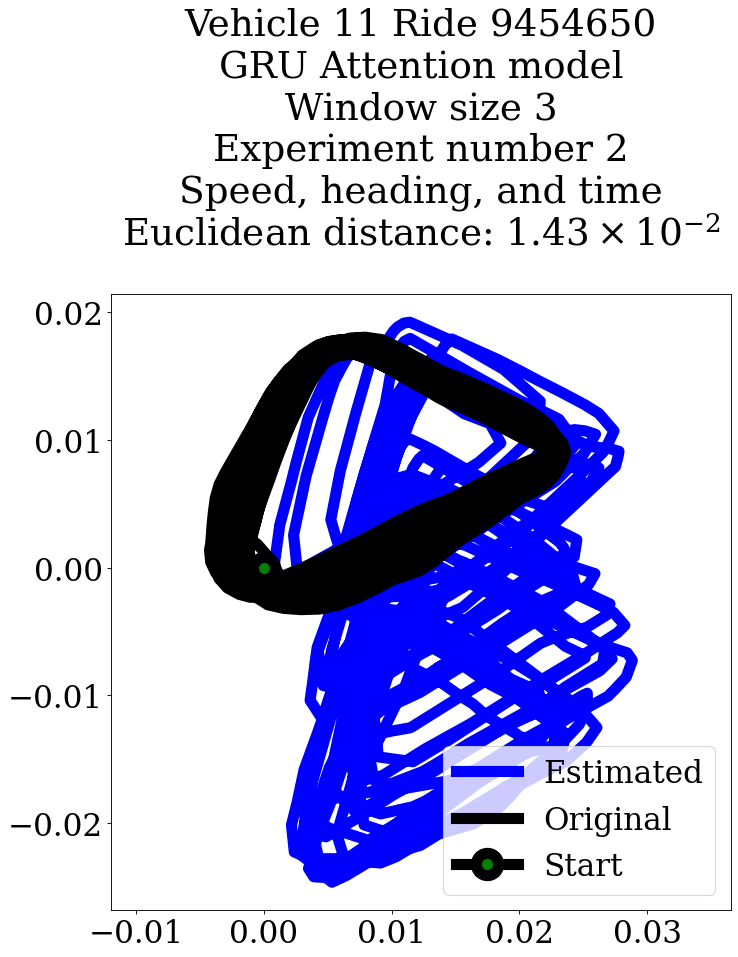 Vehicle 11 Ride 9454650
GRU Attention model
Window size 3
Experiment number 2
Speed, heading, and time
Euclidean distance: 1.43 × 10⁻²
0.02
0.01
0.00
−0.01
−0.02
Estimated
Original
Start
−0.01 0.00 0.01 0.02 0.03